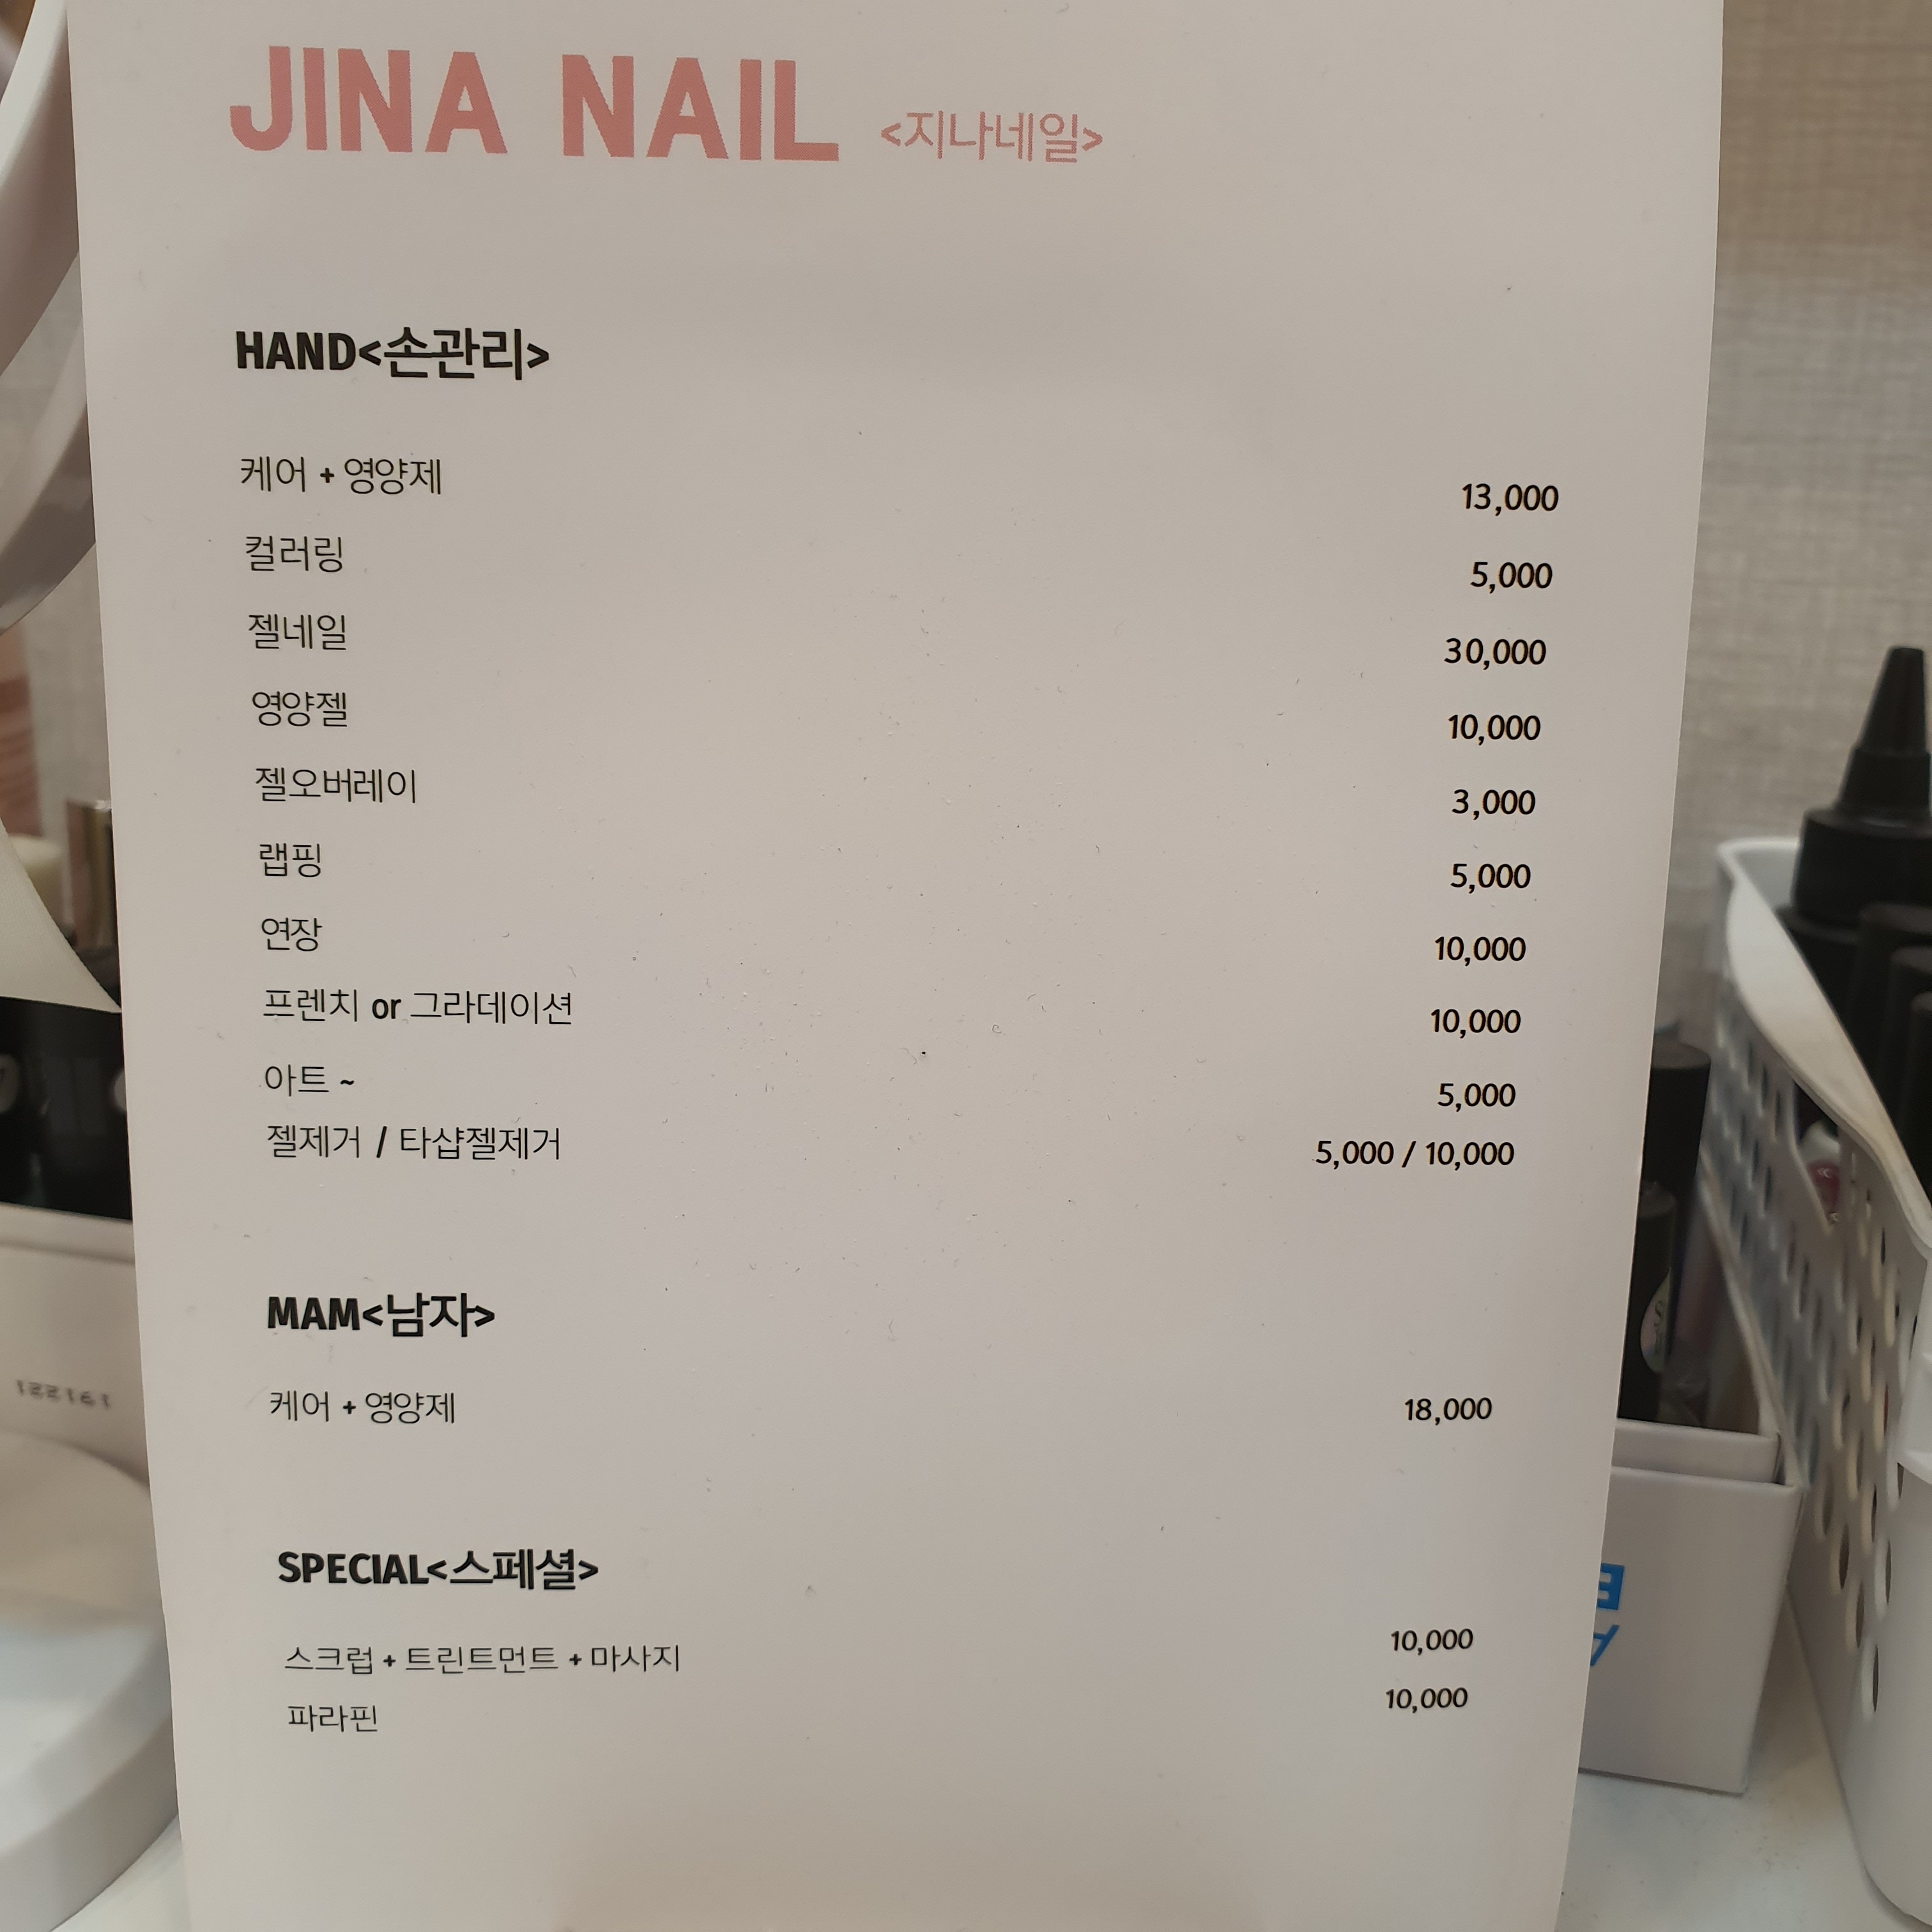 JINA NAIL <지나네일>
HAND<손관리>
케어 + 영양제 13,000
컬러링 5,000
젤네일 30,000
영양젤 10,000
젤오버레이 3,000
랩핑 5,000
연장 10,000
프렌치 or 그라데이션 10,000
아트 ~ 5,000
젤제거 / 타샵젤제거 5,000 / 10,000
MAM<남자>
케어 + 영양제 18,000
SPECIAL<스페셜>
스크럽 + 트린트먼트 + 마사지 10,000
파라핀 10,000
191221